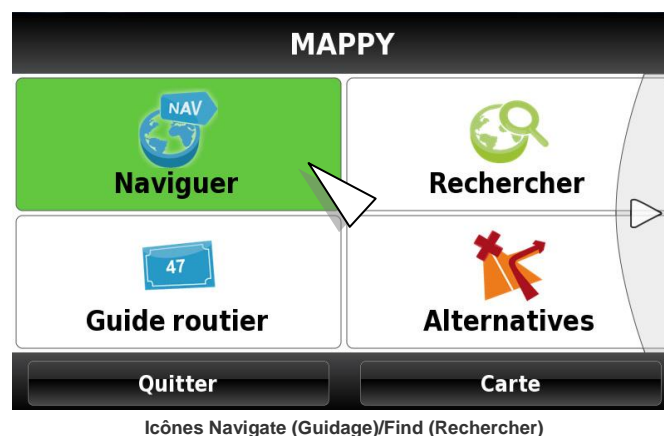 MAPPY
NAV
Naviguer
Rechercher
47
Guide routier
Alternatives
Quitter
Carte
Icônes Navigate (Guidage)/Find (Rechercher)